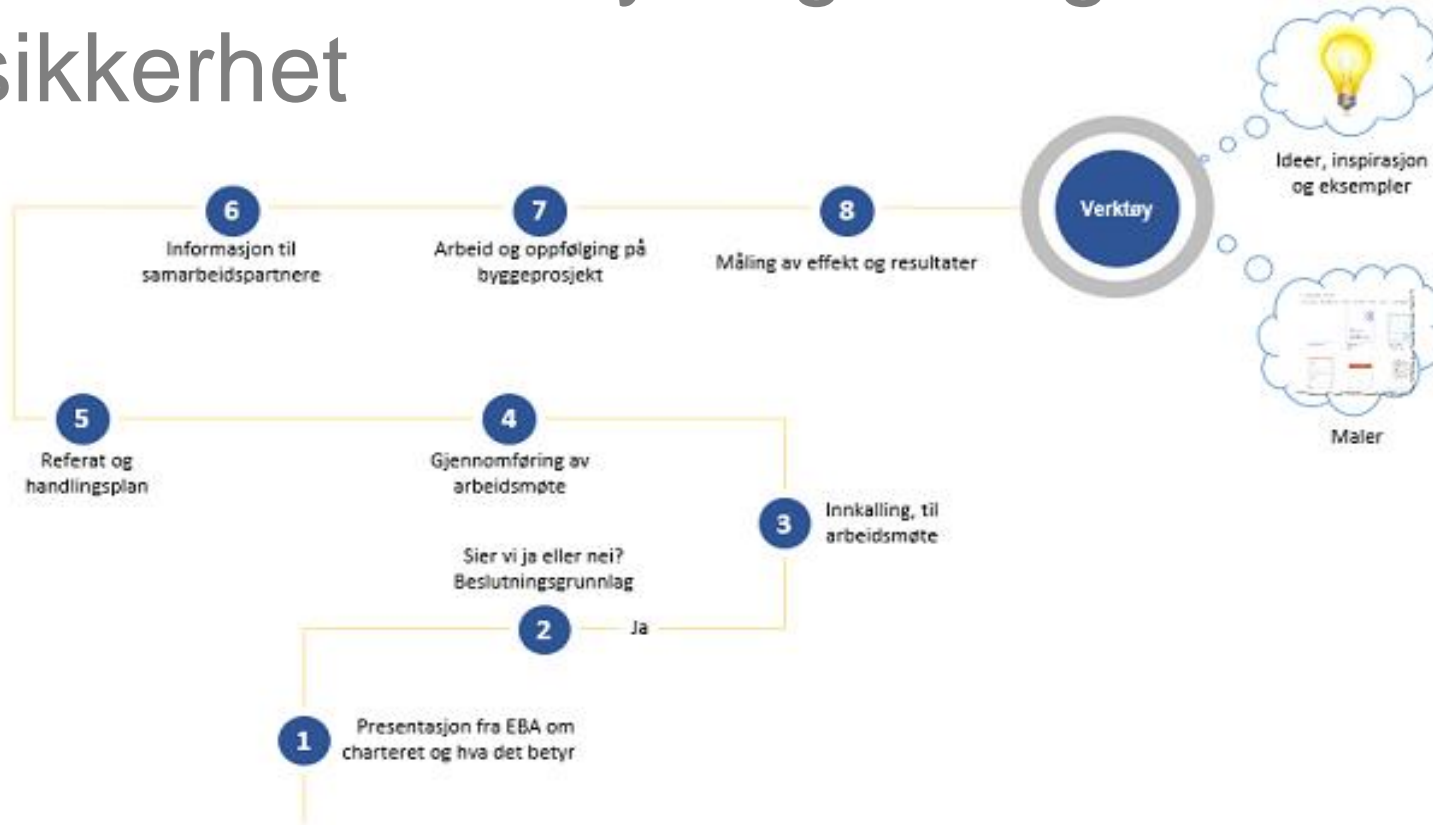 sikkerhet
Ideer, inspirasjon
og eksempler
6
7
8
Verktøy
Informasjon til
samarbeidspartnere
Arbeid og oppfølging på
byggeprosjekt
Måling av effekt og resultater
Maler
5
Referat og
handlingsplan
4
Gjennomføring av
arbeidsmøte
3
Innkalling, til
arbeidsmøte
Sier vi ja eller nei?
Beslutningsgrunnlag
2
Ja
1
Presentasjon fra EBA om
charteret og hva det betyr